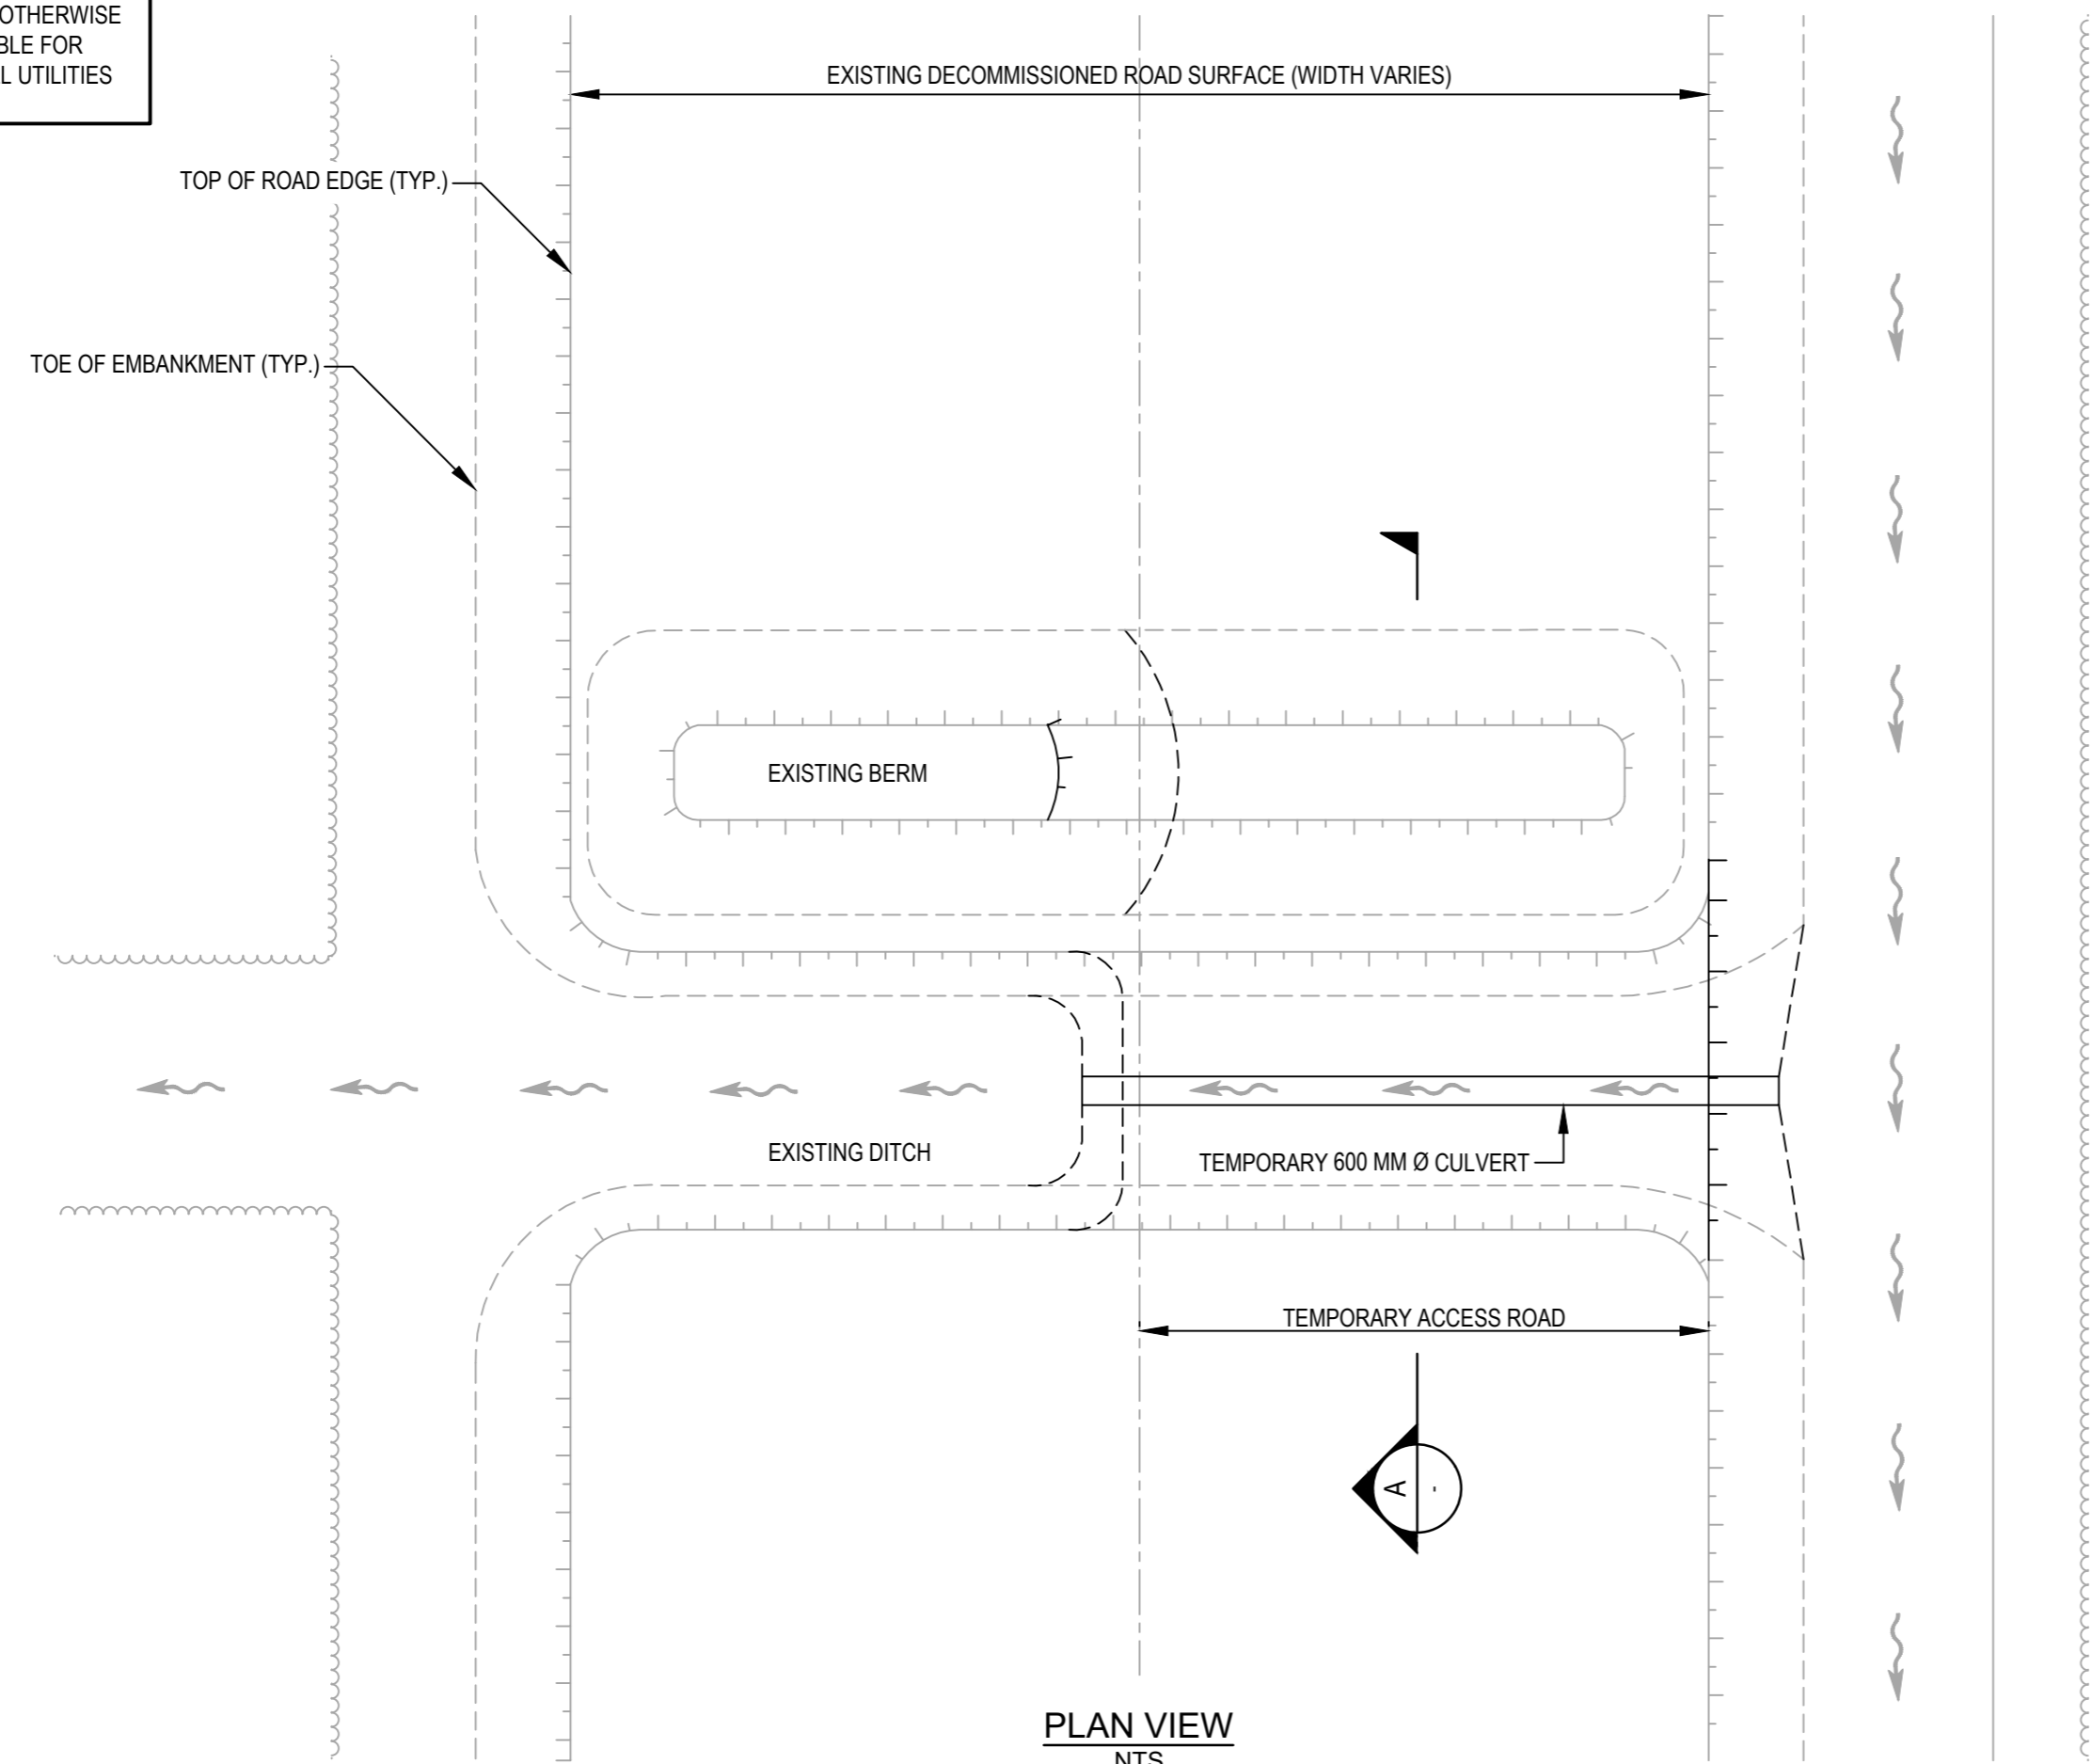 OTHERWISE
BLE FOR
L UTILITIES
EXISTING DECOMMISSIONED ROAD SURFACE (WIDTH VARIES)
TOP OF ROAD EDGE (TYP.)
TOE OF EMBANKMENT (TYP.)
EXISTING BERM
EXISTING DITCH
TEMPORARY 600 MM Ø CULVERT
TEMPORARY ACCESS ROAD
A
-
PLAN VIEW
NTS